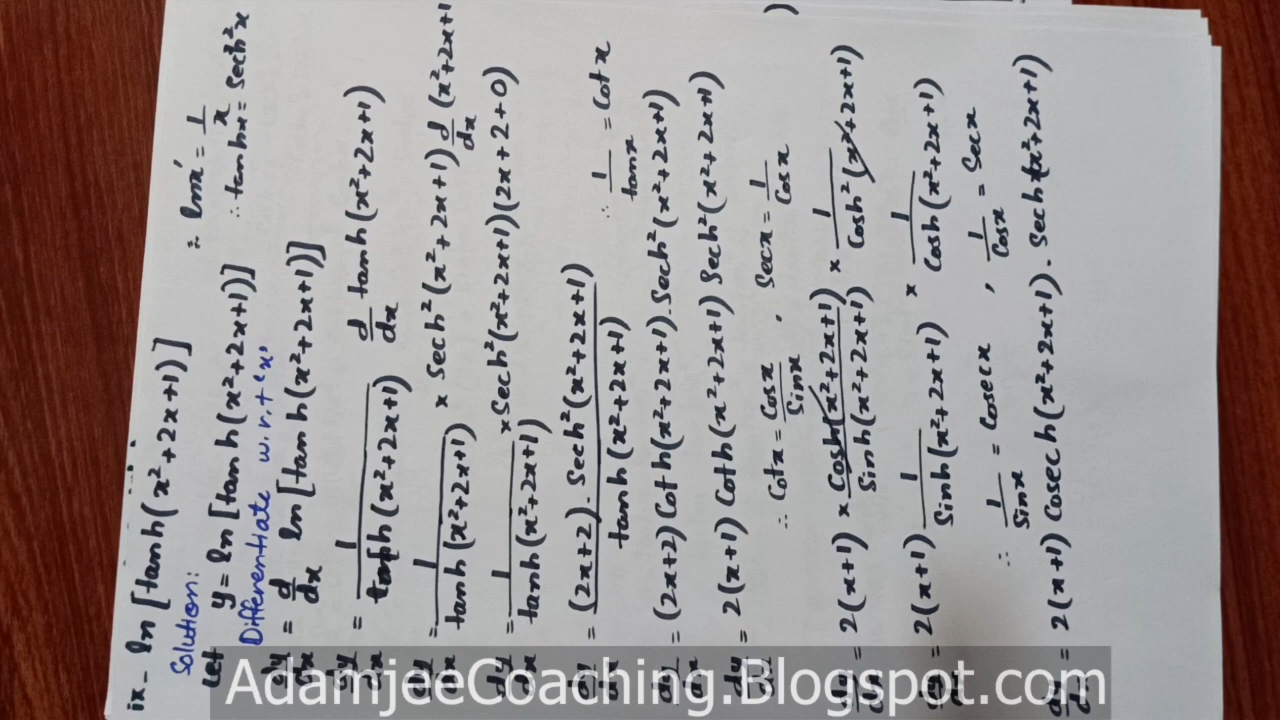 ix- ln[tanh(x²+2x+1)]
Solution:
∴ lnx' = 1/x
Let y = ln[tanh(x²+2x+1)]
∴ tanhx = sech²x
Differentiate w.r.t 'x'
dy/dx = d/dx ln[tanh(x²+2x+1)]
dy/dx = 1/tanh(x²+2x+1) d/dx tanh(x²+2x+1)
dy/dx = 1/tanh(x²+2x+1) × sech²(x²+2x+1) d/dx (x²+2x+1
dy/dx = 1/tanh(x²+2x+1) × Sech²(x²+2x+1)(2x+2+0)
dy/dx = (2x+2). Sech²(x²+2x+1)/tanh(x²+2x+1)
∴ 1/tanx = Cotx
dy/dx = (2x+2) Coth(x²+2x+1). Sech²(x²+2x+1)
dy/dx = 2(x+1) Coth(x²+2x+1) Sech²(x²+2x+1)
∴ Cotx = Cosx/Sinx , Secx = 1/Cosx
dy/dx = 2(x+1) × Cosh(x²+2x+1)/Sinh(x²+2x+1) × 1/Cosh²(x²+2x+1)
dy/dx = 2(x+1) 1/Sinh(x²+2x+1) × 1/Cosh(x²+2x+1)
∴ 1/Sinx = Cosecx , 1/Cosx = Secx
dy/dx = 2(x+1) Cosech(x²+2x+1). Sech(x²+2x+1)
AdamjeeCoaching.Blogspot.com